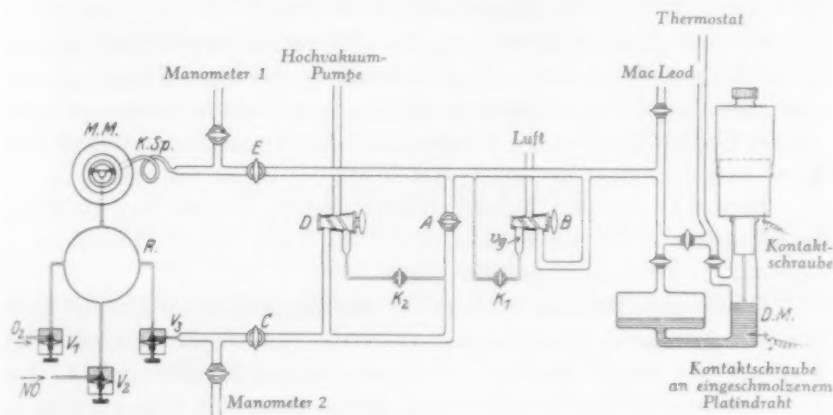 Thermostat
Hochvakuum-
Pumpe
Manometer 1
Mac Leod
M.M.
K.Sp.
E
Luft
D
A
vg
B
R.
Kontakt-
schraube
K2
K1
O2
V1
V3
C
D.M.
NO
V2
Kontaktschraube
an eingeschmolzenem
Platindraht
Manometer 2